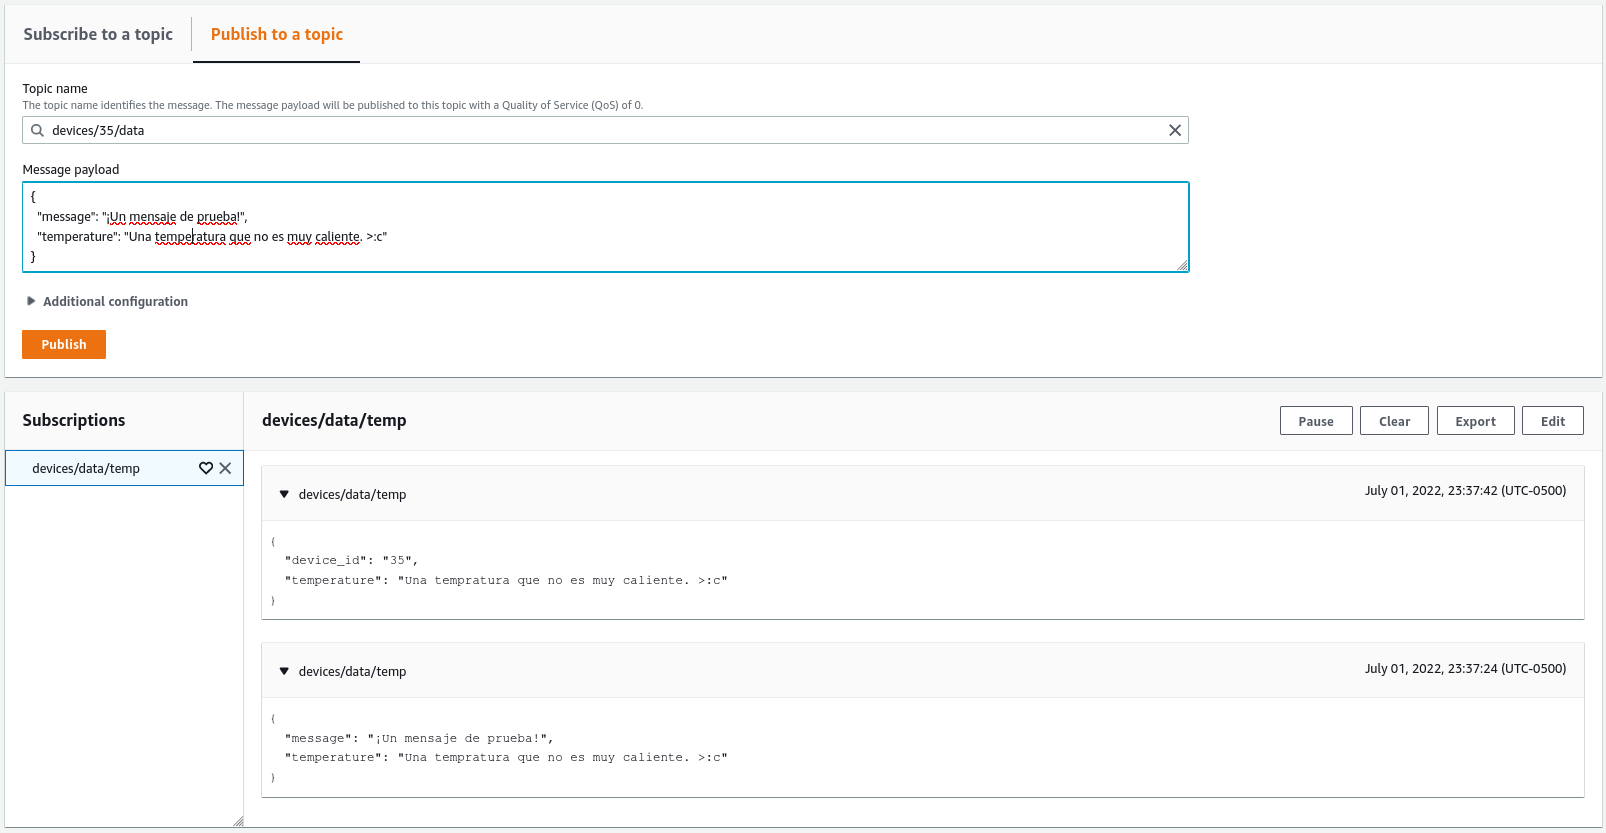 Subscribe to a topic
Publish to a topic
Topic name
The topic name identifies the message. The message payload will be published to this topic with a Quality of Service (QoS) of 0.
devices/35/data
Message payload
{
"message": "¡Un mensaje de prueba!",
"temperature": "Una temperatura que no es muy caliente. >:c"
}
Additional configuration
Publish
Subscriptions
devices/data/temp
Pause
Clear
Export
Edit
devices/data/temp
devices/data/temp
July 01, 2022, 23:37:42 (UTC-0500)
{
"device_id": "35",
"temperature": "Una tempratura que no es muy caliente. >:c"
}
devices/data/temp
July 01, 2022, 23:37:24 (UTC-0500)
{
"message": "¡Un mensaje de prueba!",
"temperature": "Una tempratura que no es muy caliente. >:c"
}